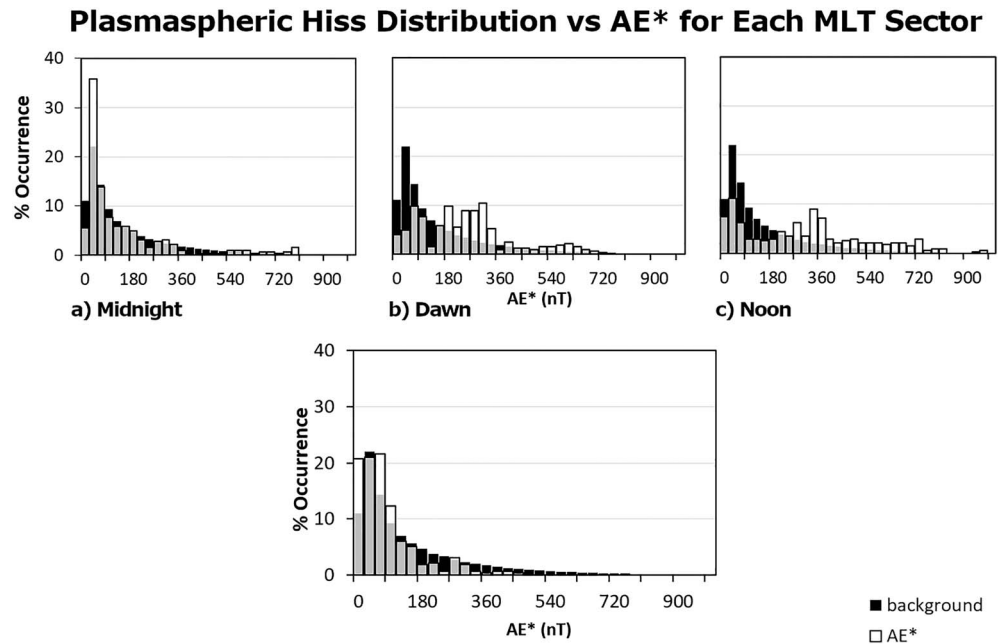 Plasmaspheric Hiss Distribution vs AE* for Each MLT Sector
40
30
20
10
0
% Occurrence
0 180 360 540 720 900
0 180 360 540 720 900
0 180 360 540 720 900
AE* (nT)
a) Midnight
b) Dawn
c) Noon
40
30
20
10
0
% Occurrence
0 180 360 540 720 900
AE* (nT)
background
AE*